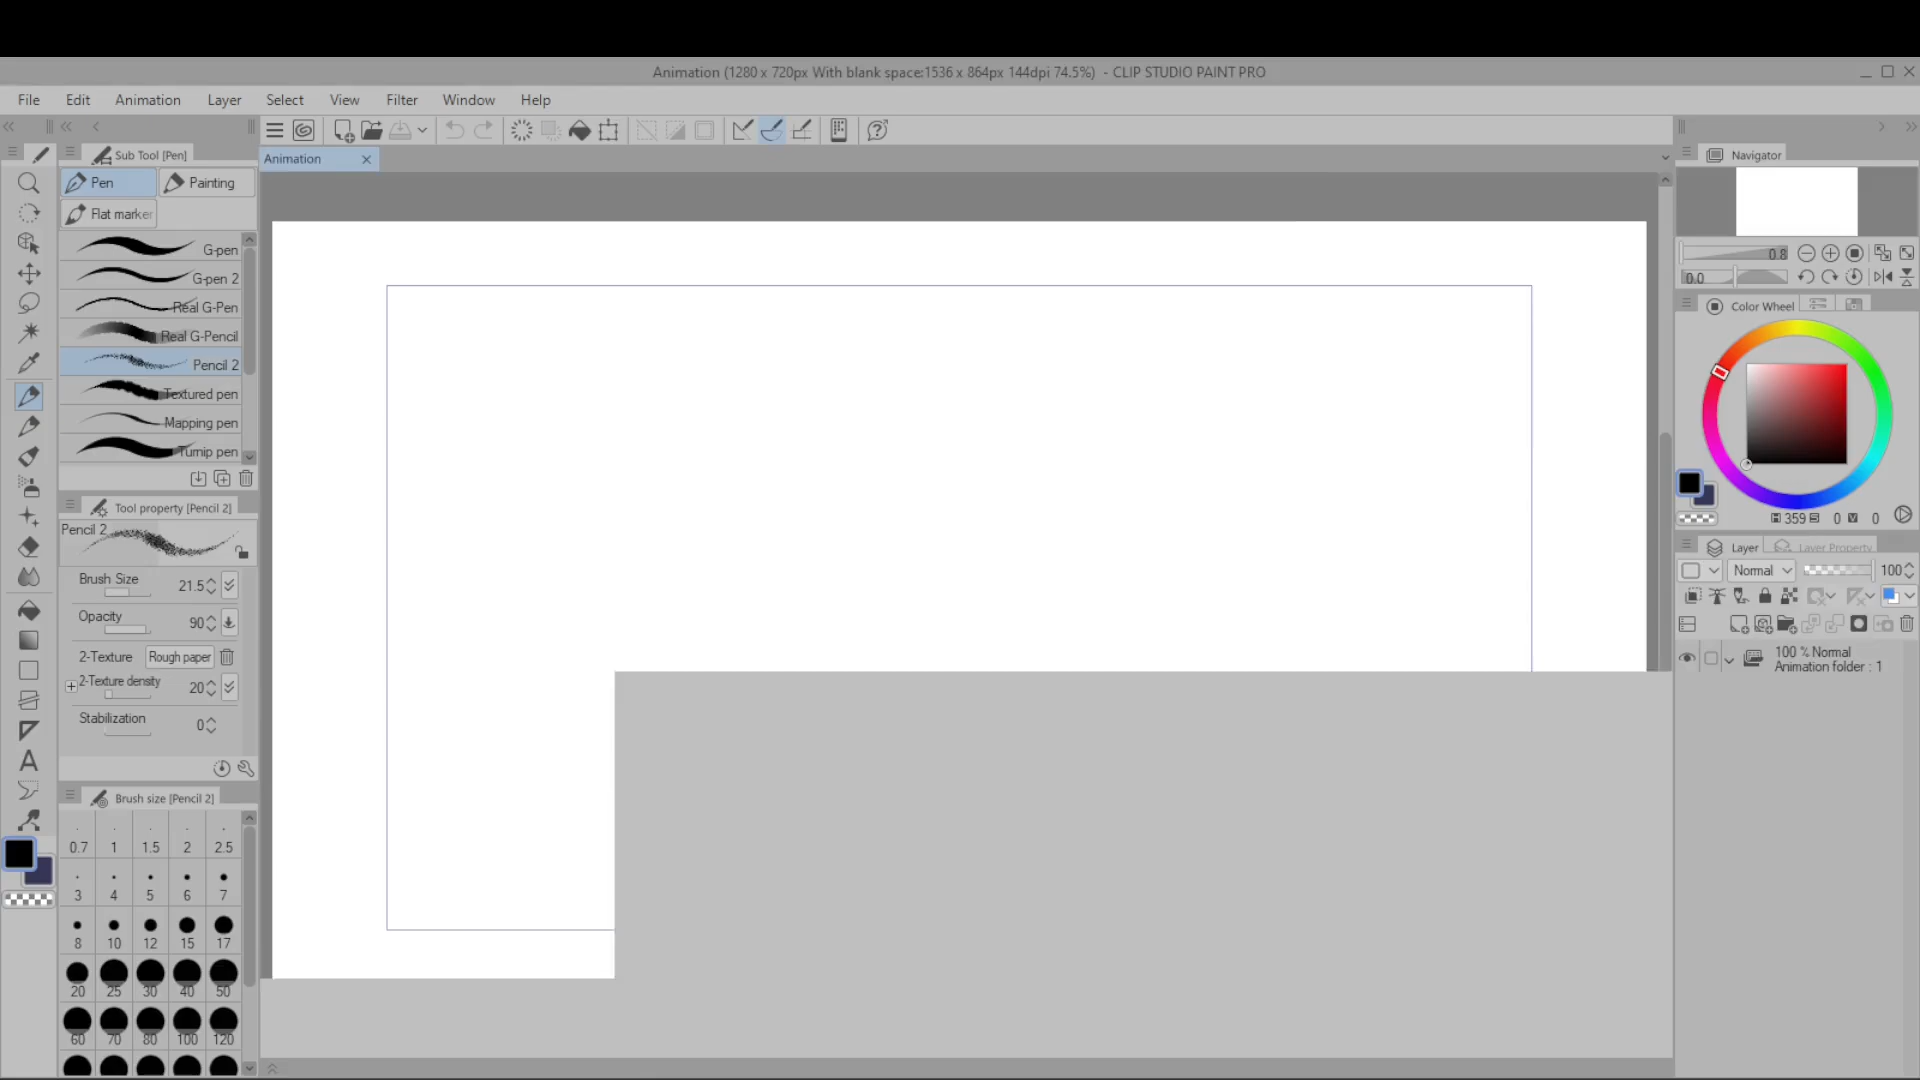 Animation (1280 x 720px With blank space:1536 x 864px 144dpi 74.5%) - CLIP STUDIO PAINT PRO
File Edit Animation Layer Select View Filter Window Help
Animation
Sub Tool [Pen]
Pen Painting
Flat marker
G-pen
G-pen 2
Real G-Pen
Real G-Pencil
Pencil 2
Textured pen
Mapping pen
Turnip pen
Tool property [Pencil 2]
Pencil 2
Brush Size 21.5
Opacity 90
2-Texture Rough paper
2-Texture density 20
Stabilization 0
Brush size [Pencil 2]
0.7 1 1.5 2 2.5
3 4 5 6 7
8 10 12 15 17
20 25 30 40 50
60 70 80 100 120
A
Navigator
0.8
0.0
Color Wheel
H 359 S 0 V 0
Layer Layer Property
Normal 100
100 % Normal
Animation folder : 1